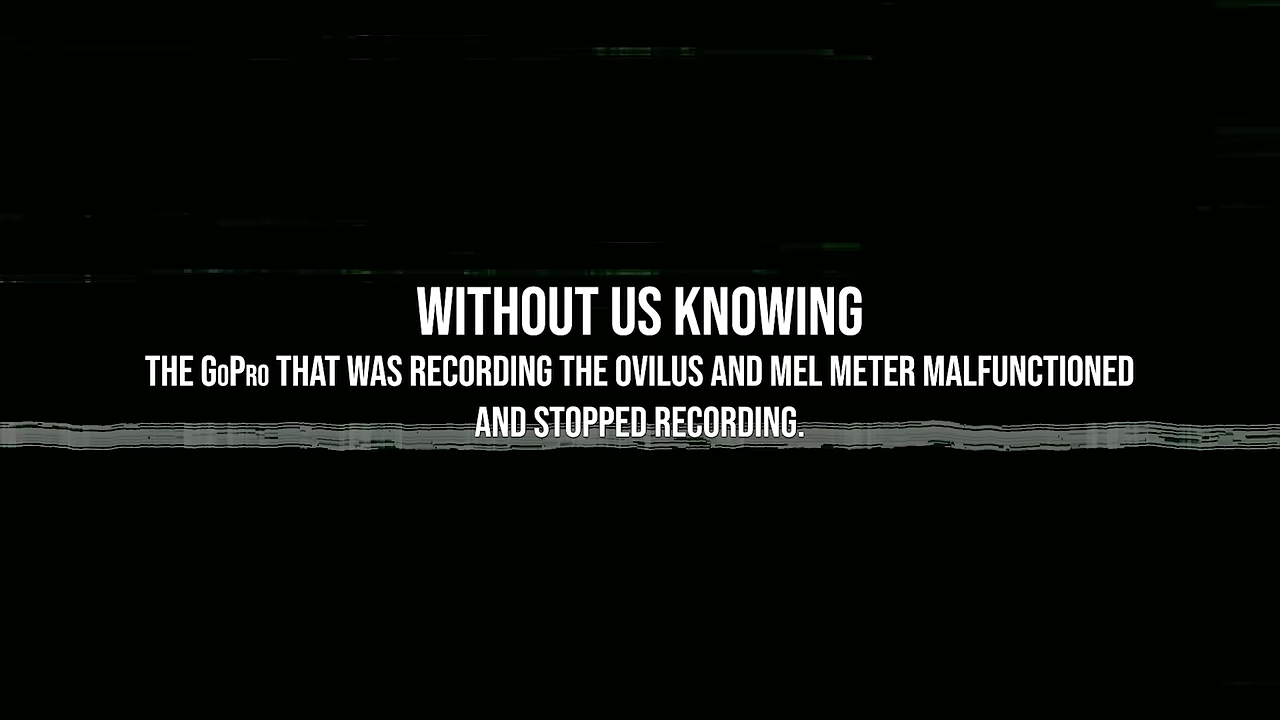 WITHOUT US KNOWING
THE GoPro THAT WAS RECORDING THE OVILUS AND MEL METER MALFUNCTIONED
AND STOPPED RECORDING.